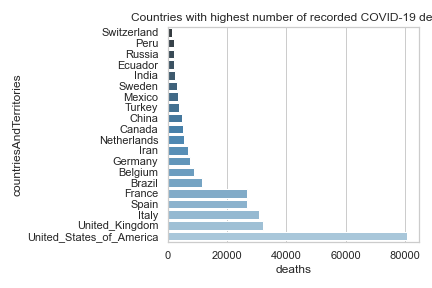 Countries with highest number of recorded COVID-19 de
Switzerland
Peru
Russia
Ecuador
India
Sweden
Mexico
Turkey
China
Canada
Netherlands
Iran
Germany
Belgium
Brazil
France
Spain
Italy
United_Kingdom
United_States_of_America
countriesAndTerritories
0 20000 40000 60000 80000
deaths